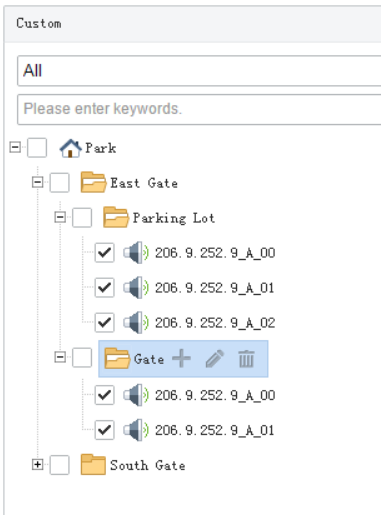 Custom
All
Please enter keywords.
Park
East Gate
Parking Lot
206.9.252.9_A_00
206.9.252.9_A_01
206.9.252.9_A_02
Gate
206.9.252.9_A_00
206.9.252.9_A_01
South Gate